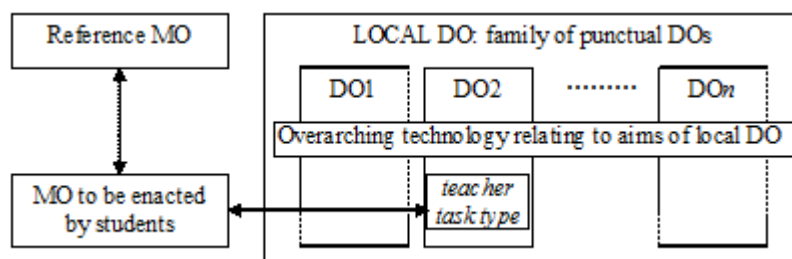 Reference MO
LOCAL DO: family of punctual DOs
DO1
DO2
DOn
Overarching technology relating to aims of local DO
MO to be enacted
by students
teacher
task type